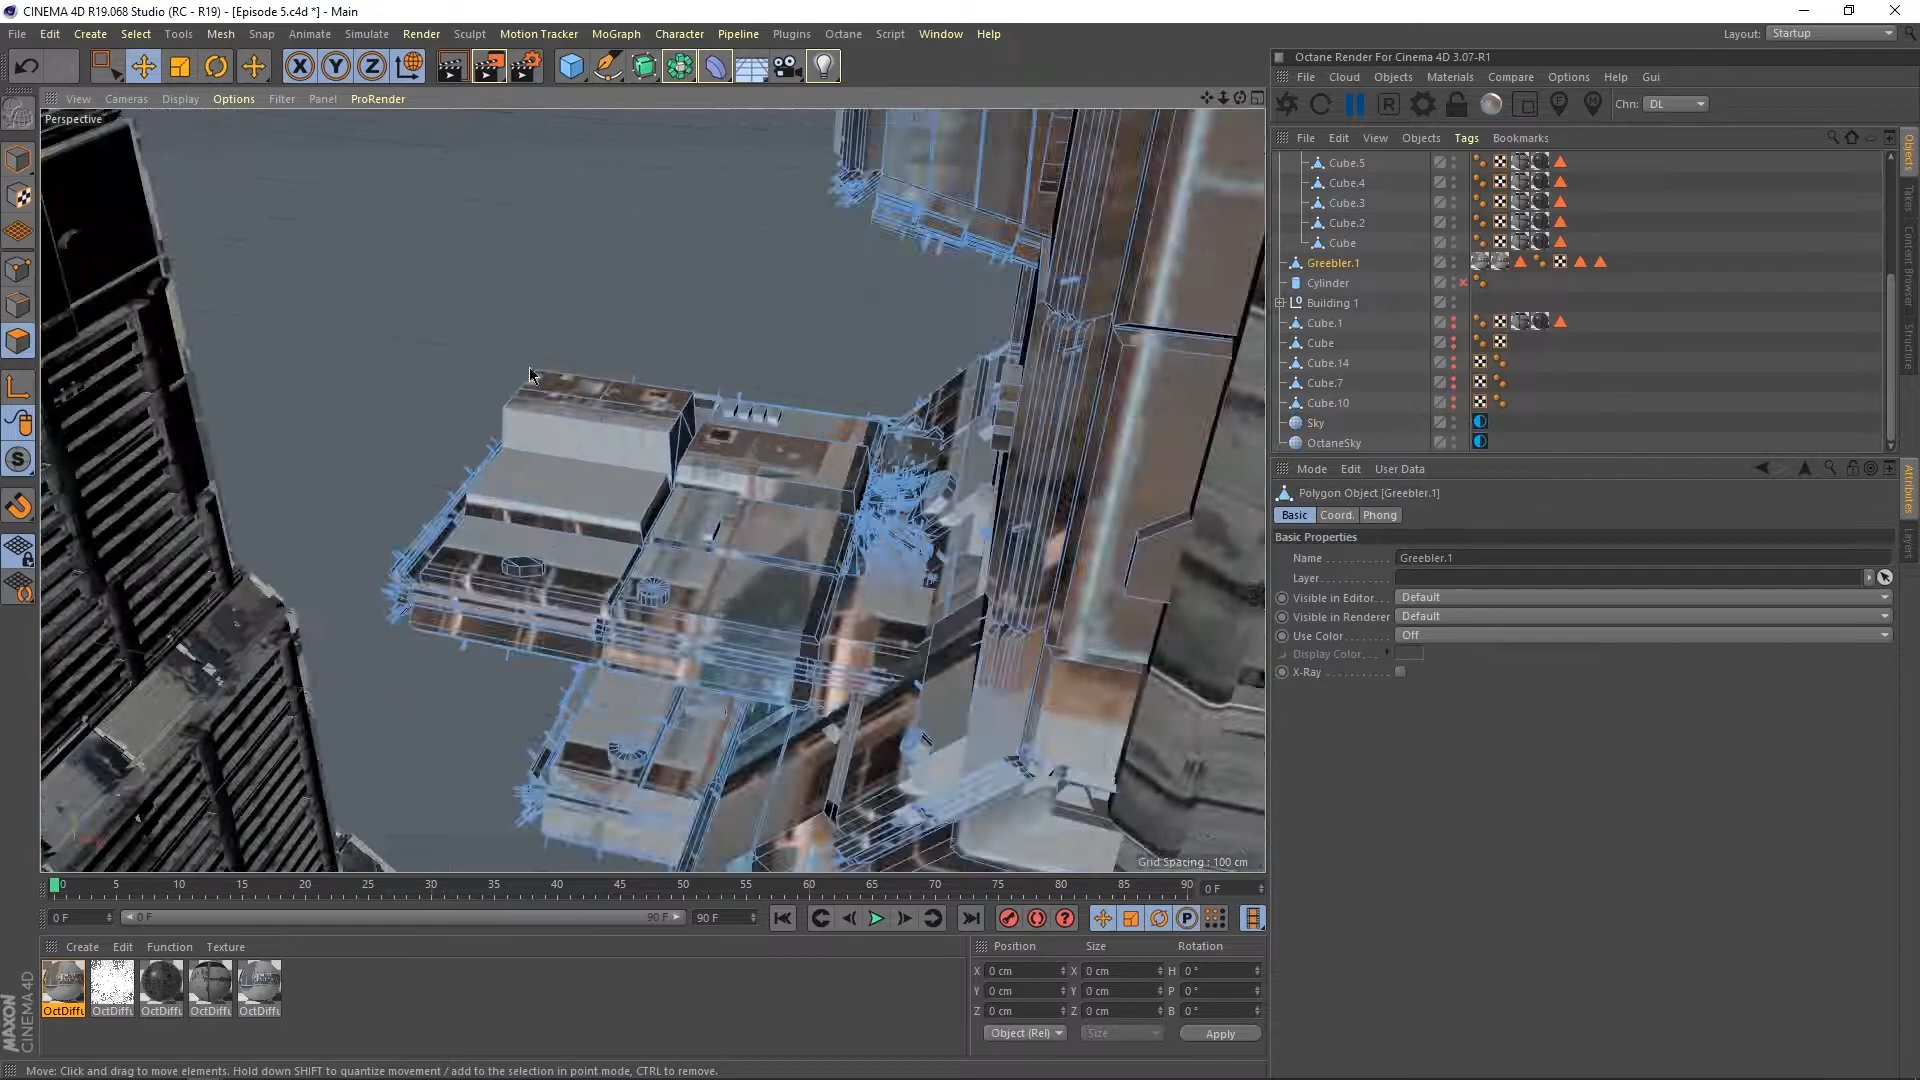 CINEMA 4D R19.068 Studio (RC - R19) - [Episode 5.c4d *] - Main
File Edit Create Select Tools Mesh Snap Animate Simulate Render Sculpt Motion Tracker MoGraph Character Pipeline Plugins Octane Script Window Help
Layout: Startup
Octane Render For Cinema 4D 3.07-R1
File Cloud Objects Materials Compare Options Help Gui
Chn: DL
View Cameras Display Options Filter Panel ProRender
Perspective
File Edit View Objects Tags Bookmarks
Cube.5
Cube.4
Cube.3
Cube.2
Cube
Greebler.1
Cylinder
Building 1
Cube.1
Cube
Cube.14
Cube.7
Cube.10
Sky
OctaneSky
Objects
Takes
Content Browser
Structure
Mode Edit User Data
Polygon Object [Greebler.1]
Basic Coord. Phong
Basic Properties
Name Greebler.1
Layer
Visible in Editor Default
Visible in Renderer Default
Use Color Off
Display Color
X-Ray
Attributes
Layers
Grid Spacing : 100 cm
0 5 10 15 20 25 30 35 40 45 50 55 60 65 70 75 80 85 90 0 F
0 F 0 F 90 F 90 F
Create Edit Function Texture
OctDiffu OctDiffu OctDiffu OctDiffu OctDiffu
Position Size Rotation
X 0 cm X 0 cm H 0 °
Y 0 cm Y 0 cm P 0 °
Z 0 cm Z 0 cm B 0 °
Object (Rel) Size Apply
MAXON
CINEMA 4D
Move: Click and drag to move elements. Hold down SHIFT to quantize movement / add to the selection in point mode, CTRL to remove.